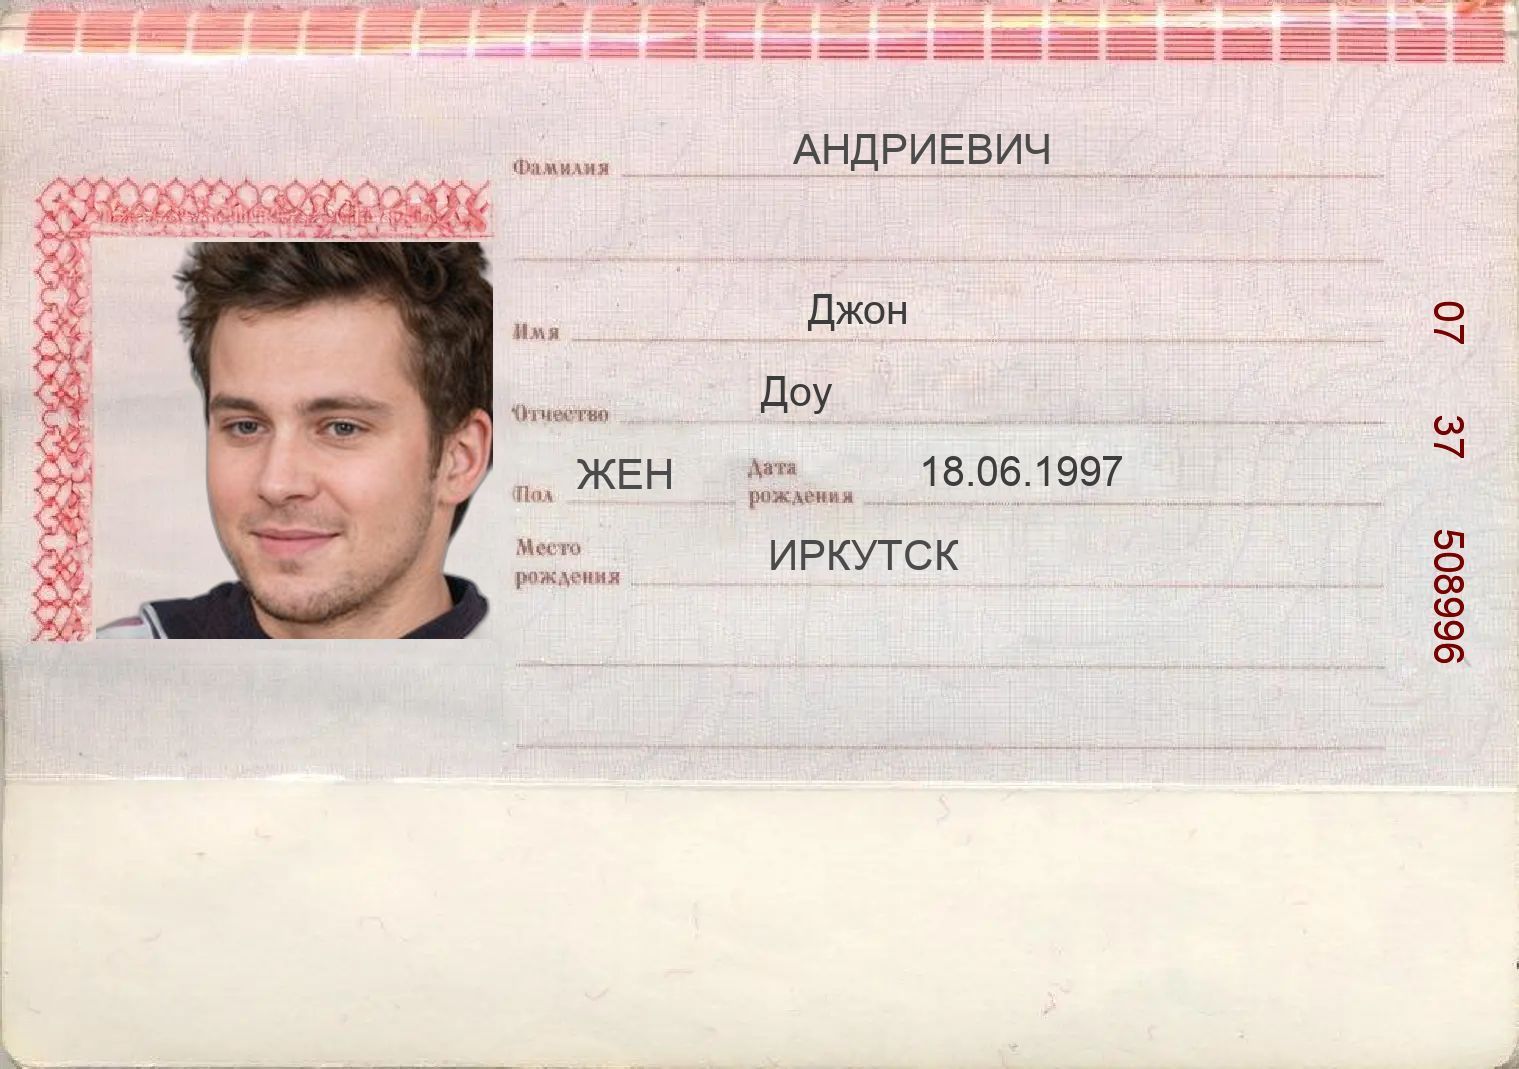 Фамилия АНДРИЕВИЧ
Имя Джон
Отчество Доу
Пол ЖЕН Дата рождения 18.06.1997
Место рождения ИРКУТСК
07 37 508996